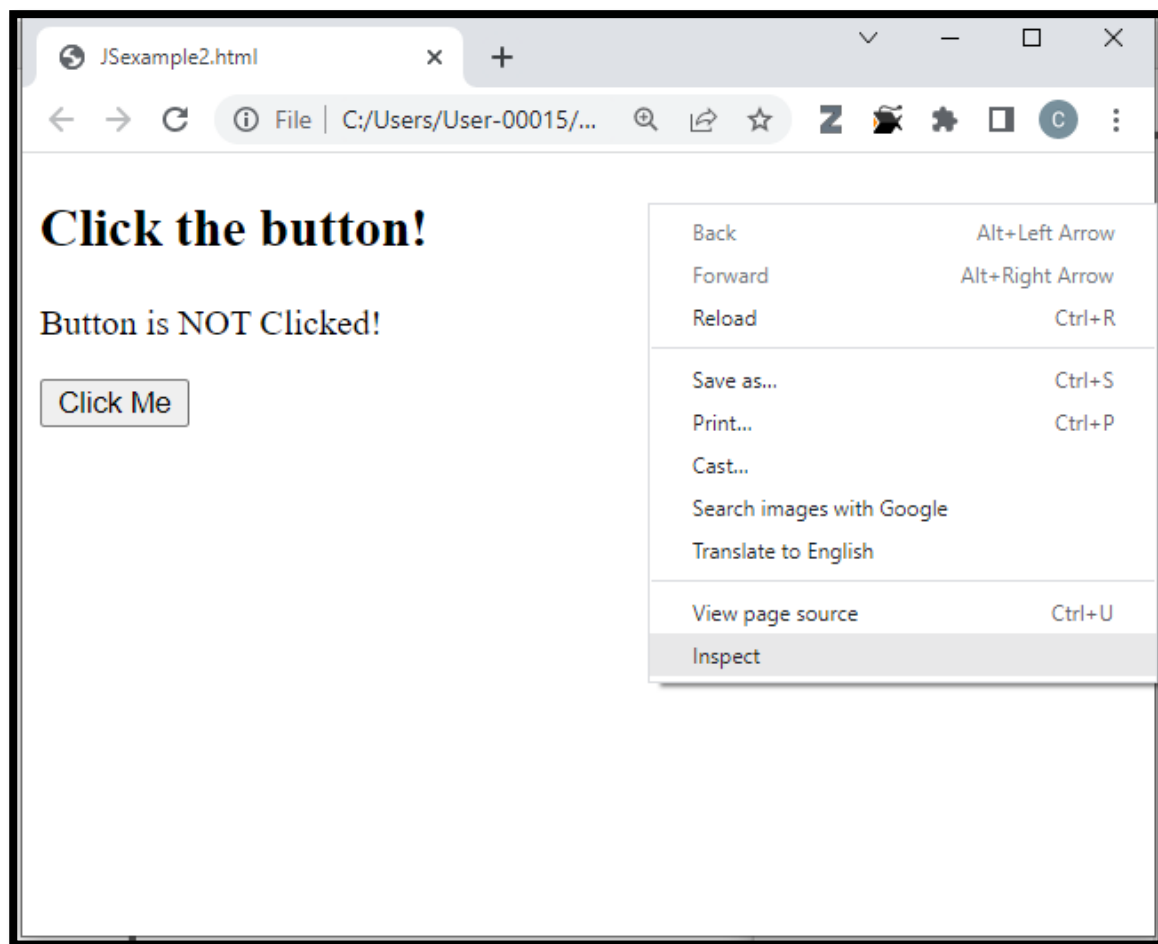 JSexample2.html
File | C:/Users/User-00015/... Z C
Click the button!
Button is NOT Clicked!
Click Me
Back Alt+Left Arrow
Forward Alt+Right Arrow
Reload Ctrl+R
Save as... Ctrl+S
Print... Ctrl+P
Cast...
Search images with Google
Translate to English
View page source Ctrl+U
Inspect